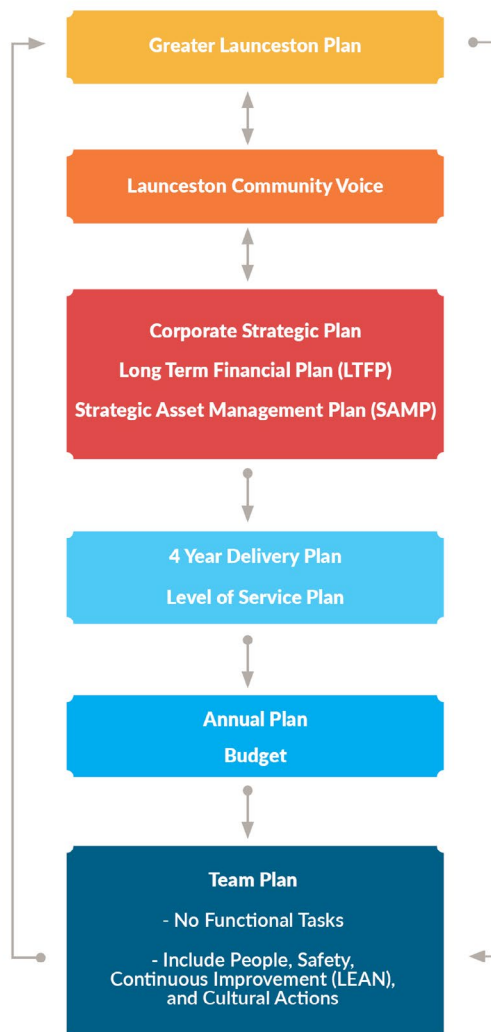 Greater Launceston Plan
Launceston Community Voice
Corporate Strategic Plan
Long Term Financial Plan (LTFP)
Strategic Asset Management Plan (SAMP)
4 Year Delivery Plan
Level of Service Plan
Annual Plan
Budget
Team Plan
- No Functional Tasks
- Include People, Safety,
Continuous Improvement (LEAN),
and Cultural Actions